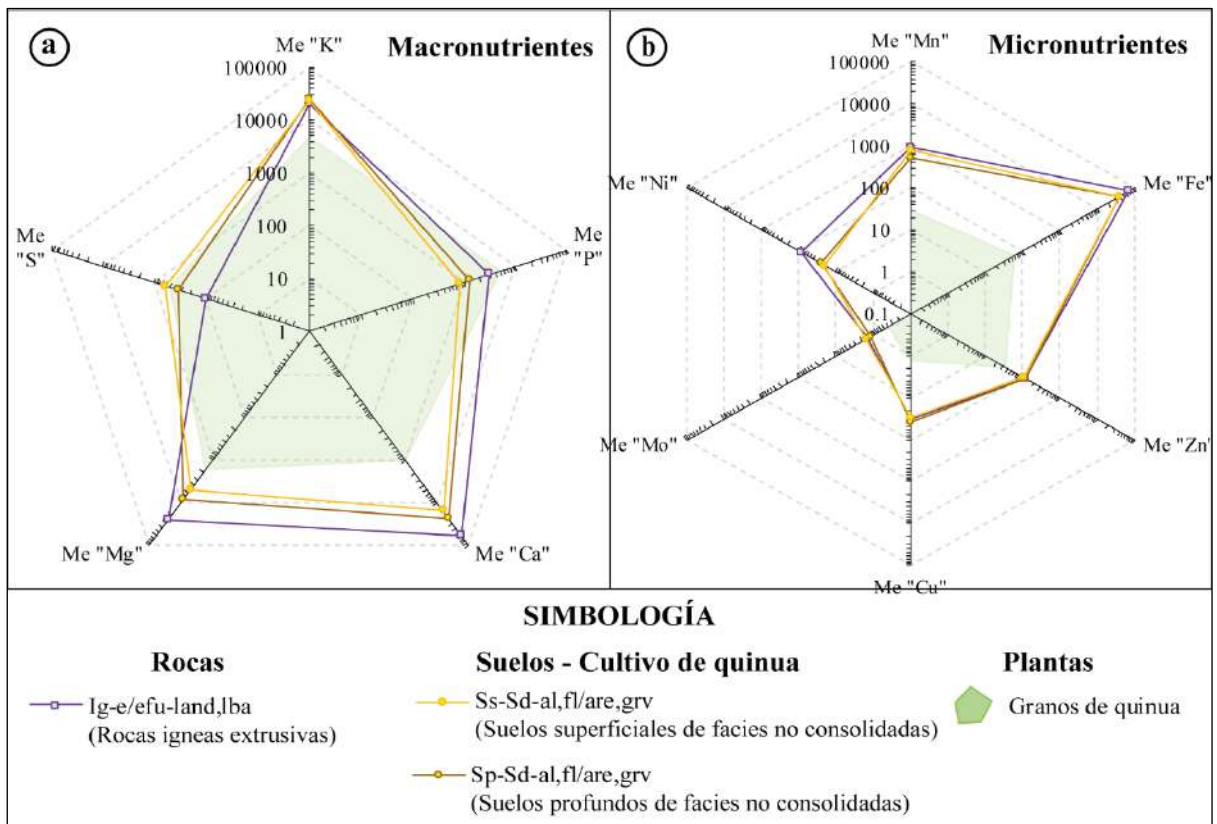 a
Me "K"
Macronutrientes
100000
10000
1000
100
10
1
Me
"S"
Me
"P"
Me "Mg"
Me "Ca"
b
Me "Mn"
Micronutrientes
100000
10000
1000
100
10
1
0.1
Me "Ni"
Me "Fe"
Me "Mo"
Me "Zn"
Me "Cu"
SIMBOLOGÍA
Rocas
Ig-e/efu-land,lba
(Rocas igneas extrusivas)
Suelos - Cultivo de quinua
Ss-Sd-al,fl/are,grv
(Suelos superficiales de facies no consolidadas)
Sp-Sd-al,fl/are,grv
(Suelos profundos de facies no consolidadas)
Plantas
Granos de quinua